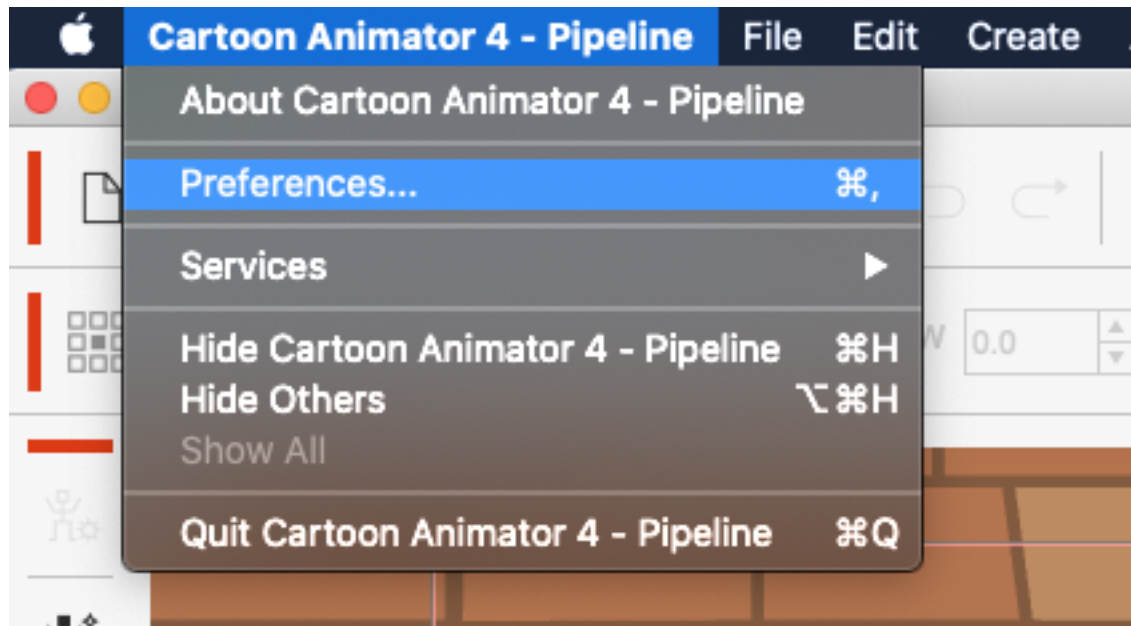 Cartoon Animator 4 - Pipeline File Edit Create
About Cartoon Animator 4 - Pipeline
Preferences... ⌘,
Services ▶
W 0.0
Hide Cartoon Animator 4 - Pipeline ⌘H
Hide Others ⌥⌘H
Show All
Quit Cartoon Animator 4 - Pipeline ⌘Q